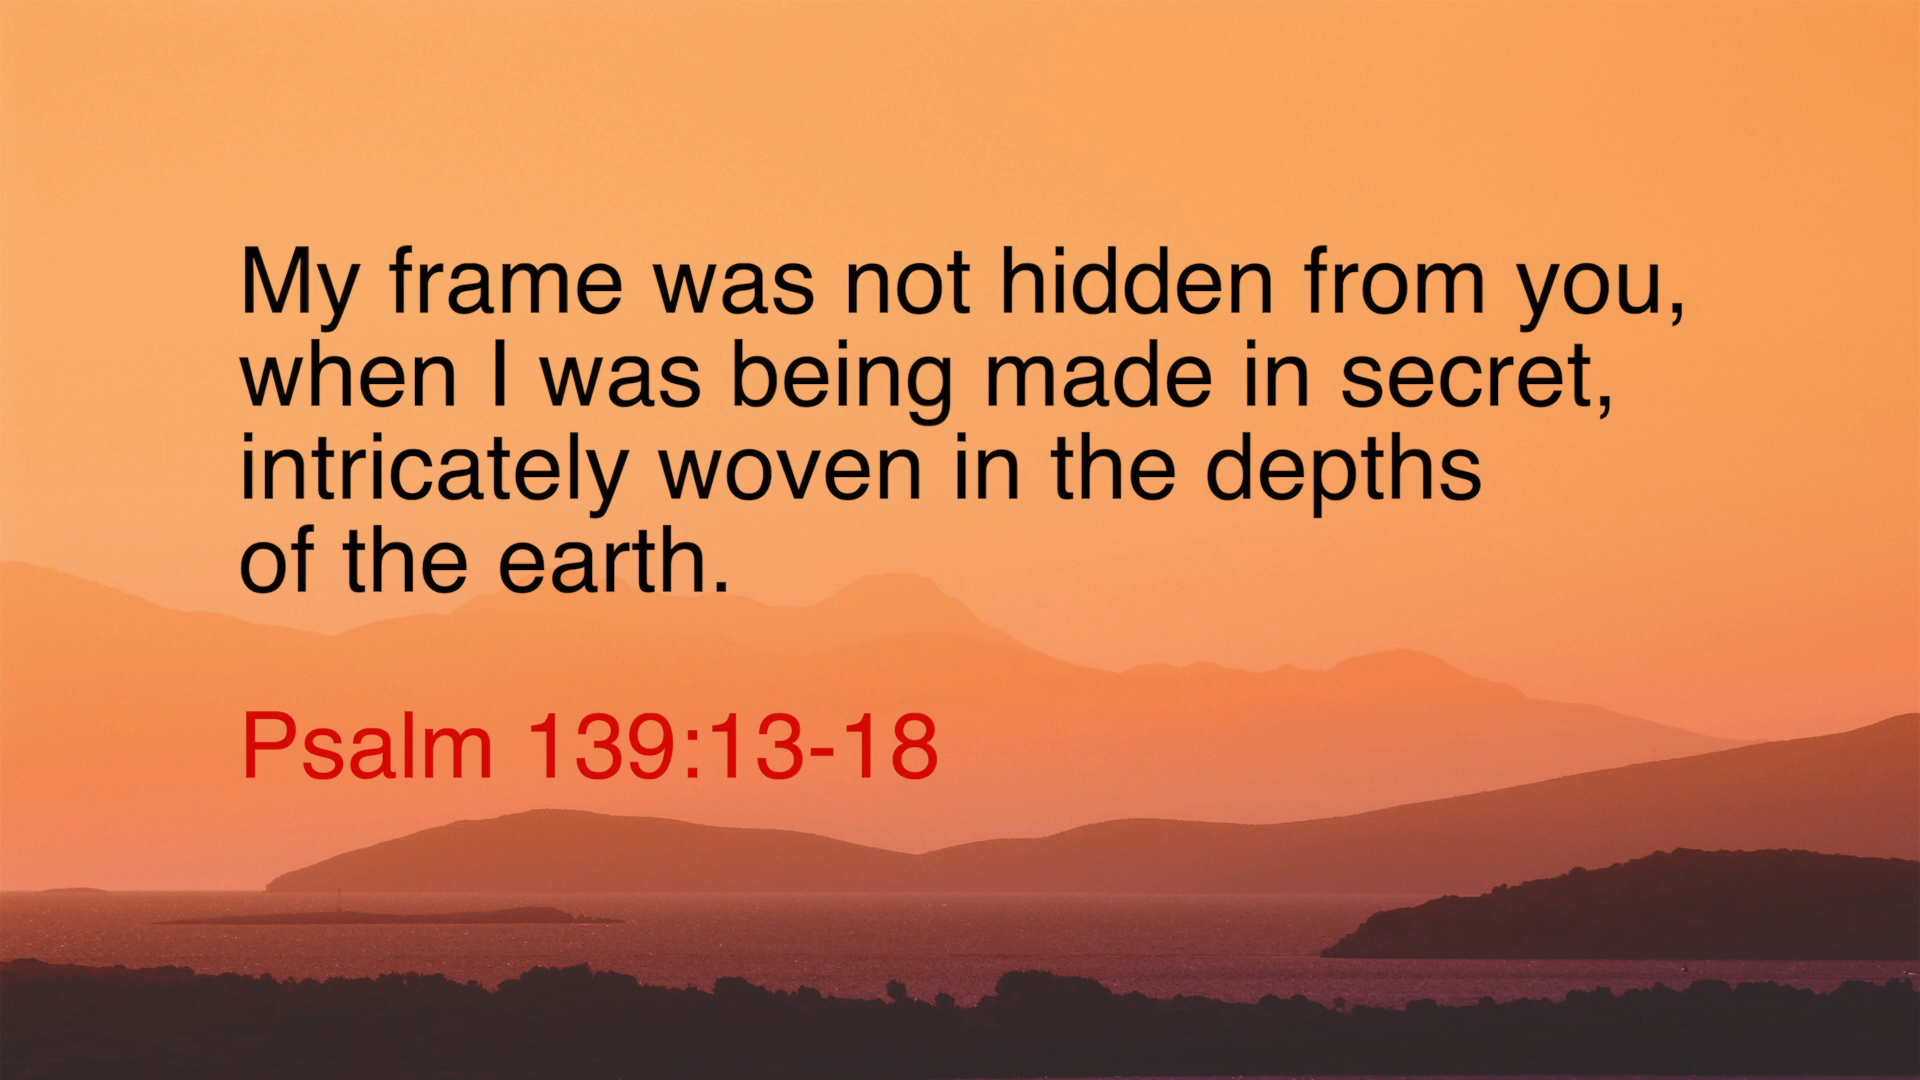 My frame was not hidden from you,
when I was being made in secret,
intricately woven in the depths
of the earth.
Psalm 139:13-18